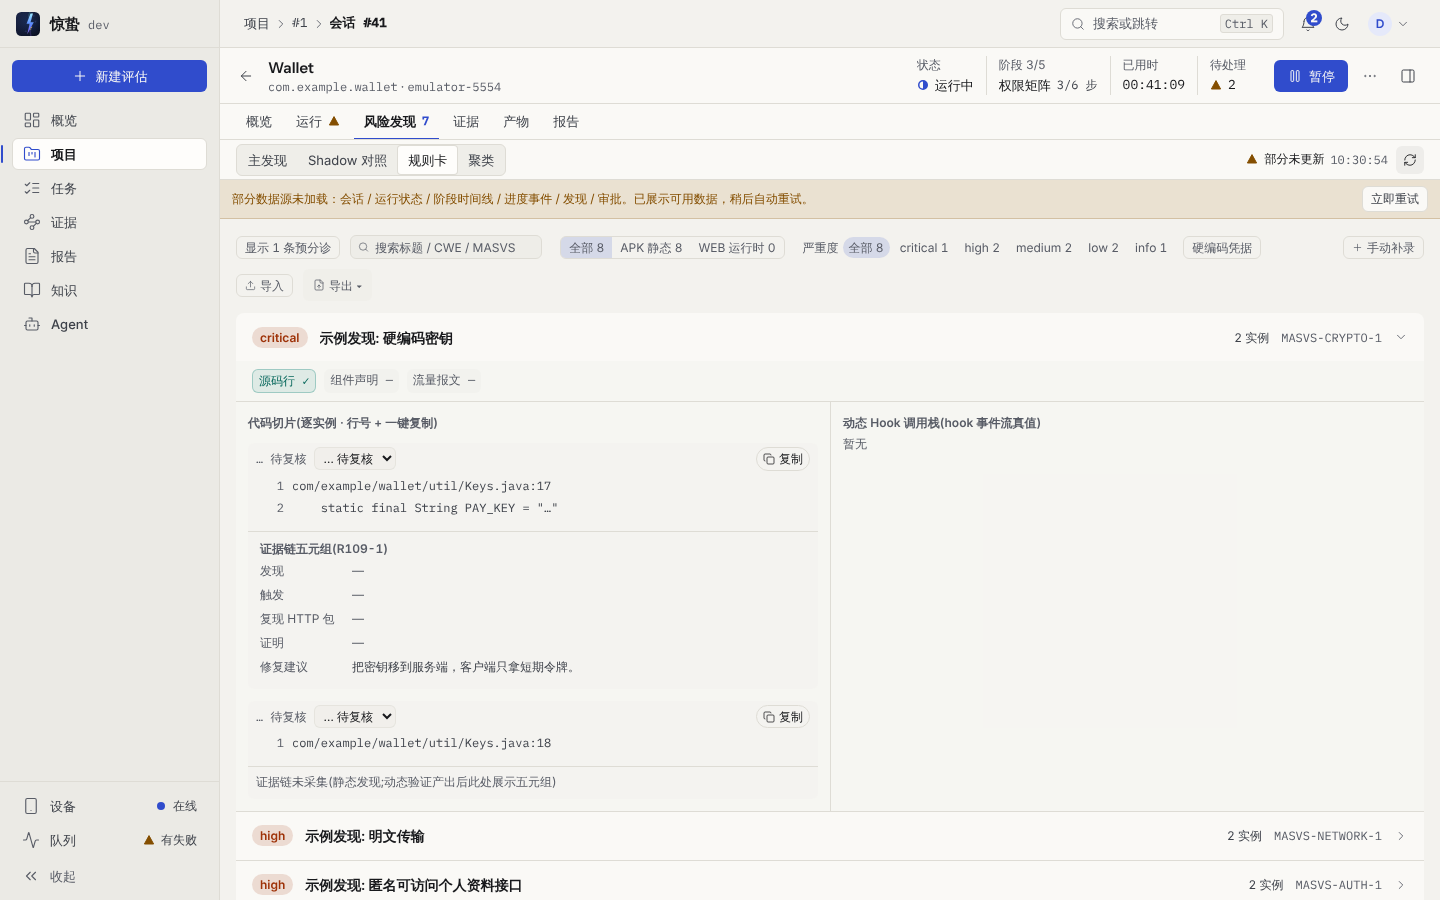 惊蛰 dev
项目 > #1 > 会话 #41
搜索或跳转 Ctrl K
2
D
新建评估
概览
项目
任务
证据
报告
知识
Agent
设备 在线
队列 有失败
收起
Wallet
com.example.wallet · emulator-5554
状态
运行中
阶段 3/5
权限矩阵 3/6 步
已用时
00:41:09
待处理
2
暂停
概览 运行 风险发现 7 证据 产物 报告
主发现 Shadow 对照 规则卡 聚类
部分未更新 10:30:54
部分数据源未加载：会话 / 运行状态 / 阶段时间线 / 进度事件 / 发现 / 审批。已展示可用数据，稍后自动重试。
立即重试
显示 1 条预分诊 搜索标题 / CWE / MASVS 全部 8 APK 静态 8 WEB 运行时 0 严重度 全部 8 critical 1 high 2 medium 2 low 2 info 1 硬编码凭据 + 手动补录
导入 导出
critical 示例发现: 硬编码密钥 2 实例 MASVS-CRYPTO-1
源码行 ✓ 组件声明 — 流量报文 —
代码切片(逐实例 · 行号 + 一键复制)
… 待复核 … 待复核 复制
1 com/example/wallet/util/Keys.java:17
2 static final String PAY_KEY = "…"
证据链五元组(R109-1)
发现 —
触发 —
复现 HTTP 包 —
证明 —
修复建议 把密钥移到服务端，客户端只拿短期令牌。
… 待复核 … 待复核 复制
1 com/example/wallet/util/Keys.java:18
证据链未采集(静态发现;动态验证产出后此处展示五元组)
动态 Hook 调用栈(hook 事件流真值)
暂无
high 示例发现: 明文传输 2 实例 MASVS-NETWORK-1
high 示例发现: 匿名可访问个人资料接口 2 实例 MASVS-AUTH-1